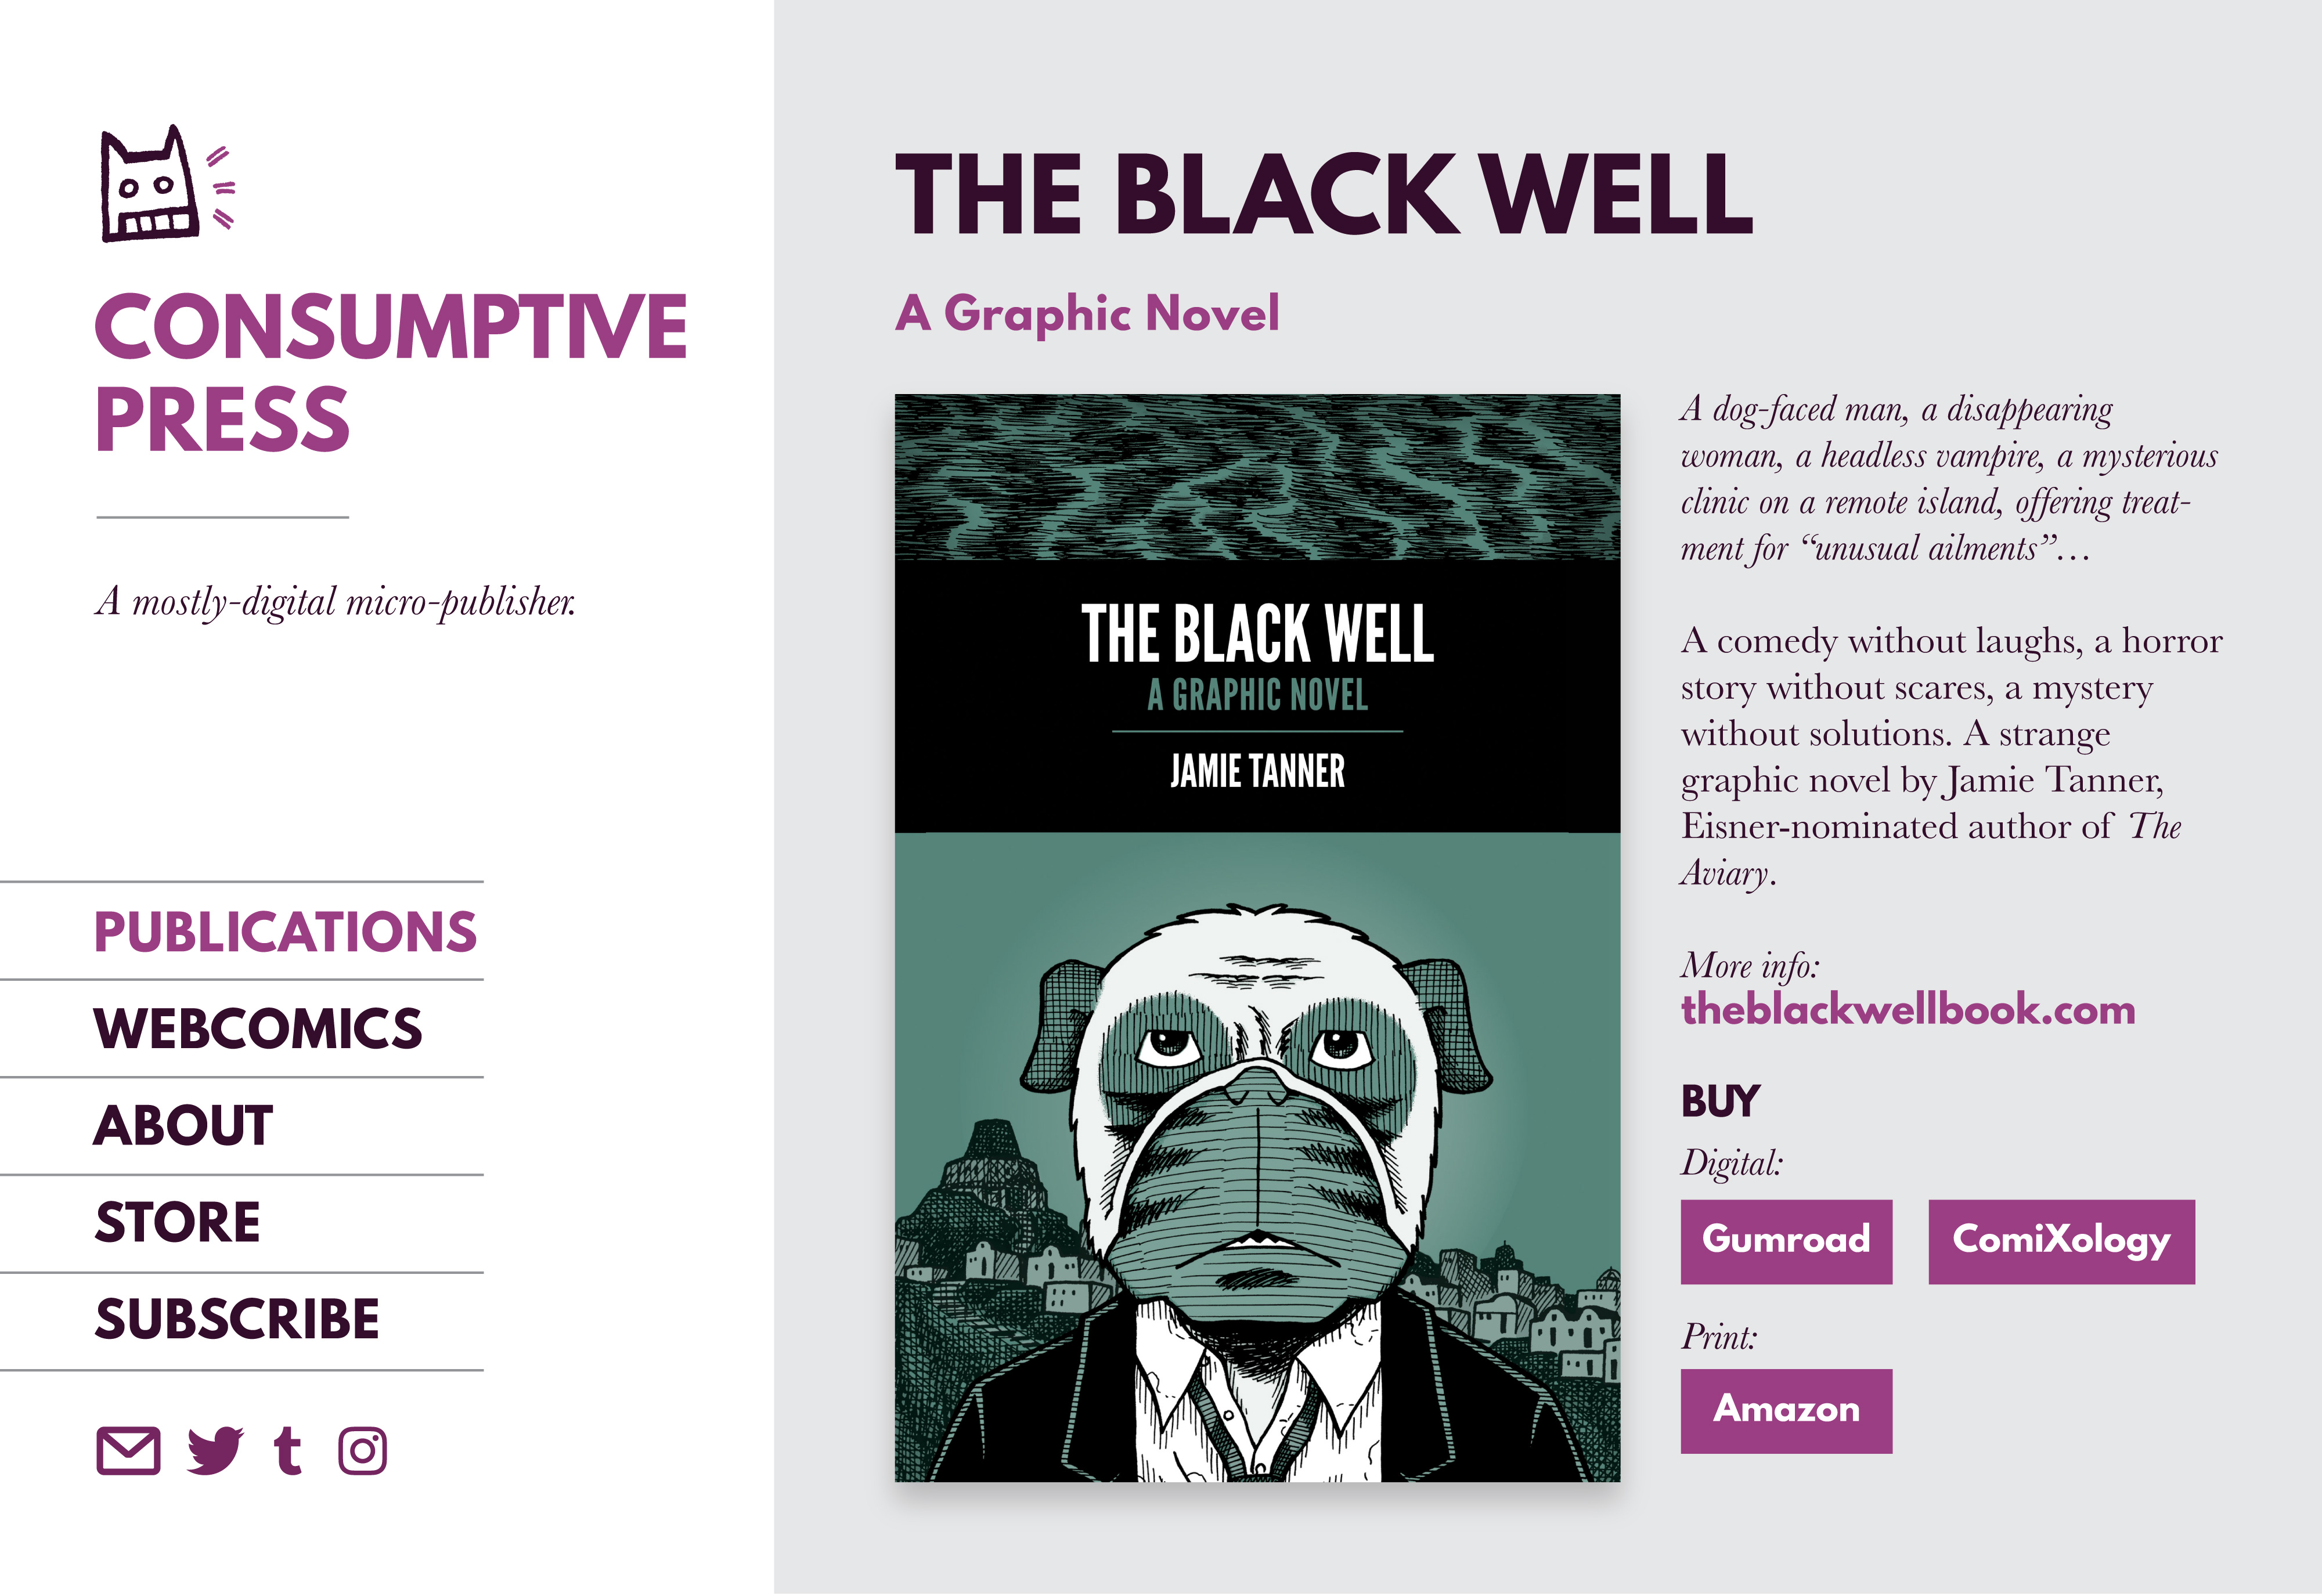 CONSUMPTIVE
PRESS
A mostly-digital micro-publisher.
PUBLICATIONS
WEBCOMICS
ABOUT
STORE
SUBSCRIBE
THE BLACK WELL
A Graphic Novel
THE BLACK WELL
A GRAPHIC NOVEL
JAMIE TANNER
A dog-faced man, a disappearing
woman, a headless vampire, a mysterious
clinic on a remote island, offering treat-
ment for “unusual ailments”…
A comedy without laughs, a horror
story without scares, a mystery
without solutions. A strange
graphic novel by Jamie Tanner,
Eisner-nominated author of The
Aviary.
More info:
theblackwellbook.com
BUY
Digital:
Gumroad ComiXology
Print:
Amazon